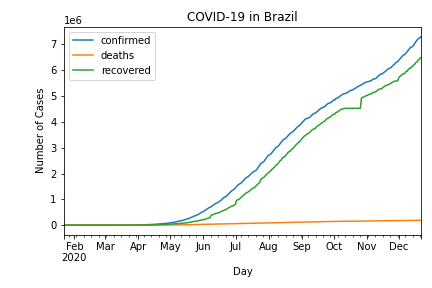 COVID-19 in Brazil
1e6
confirmed
deaths
recovered
Number of Cases
7
6
5
4
3
2
1
0
Feb Mar Apr May Jun Jul Aug Sep Oct Nov Dec
2020
Day